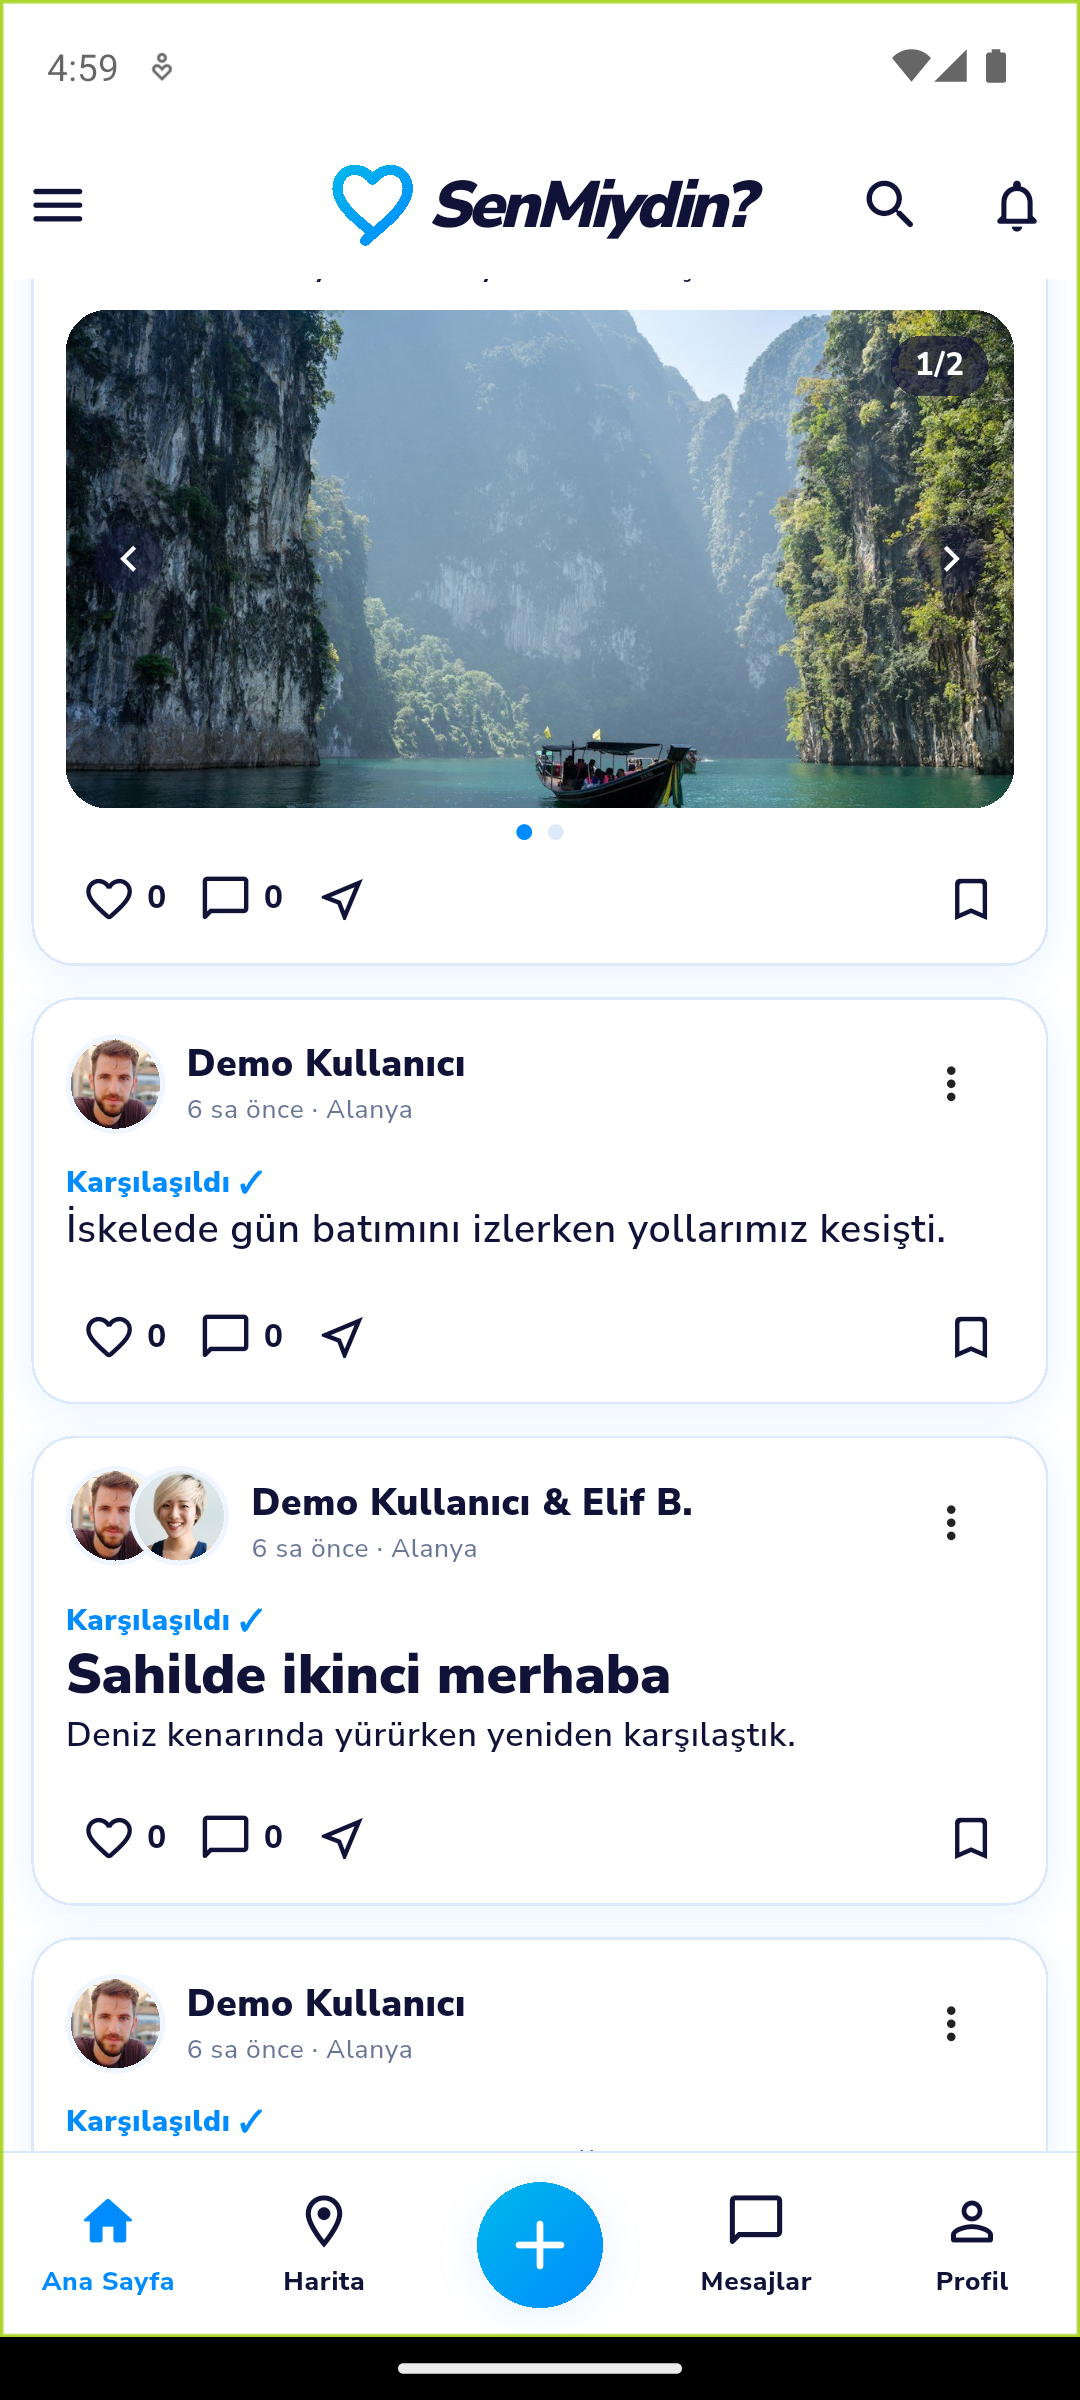 4:59
SenMiydin?
1/2
0 0
Demo Kullanıcı
6 sa önce · Alanya
Karşılaşıldı ✓
İskelede gün batımını izlerken yollarımız kesişti.
0 0
Demo Kullanıcı & Elif B.
6 sa önce · Alanya
Karşılaşıldı ✓
Sahilde ikinci merhaba
Deniz kenarında yürürken yeniden karşılaştık.
0 0
Demo Kullanıcı
6 sa önce · Alanya
Karşılaşıldı ✓
Ana Sayfa Harita Mesajlar Profil